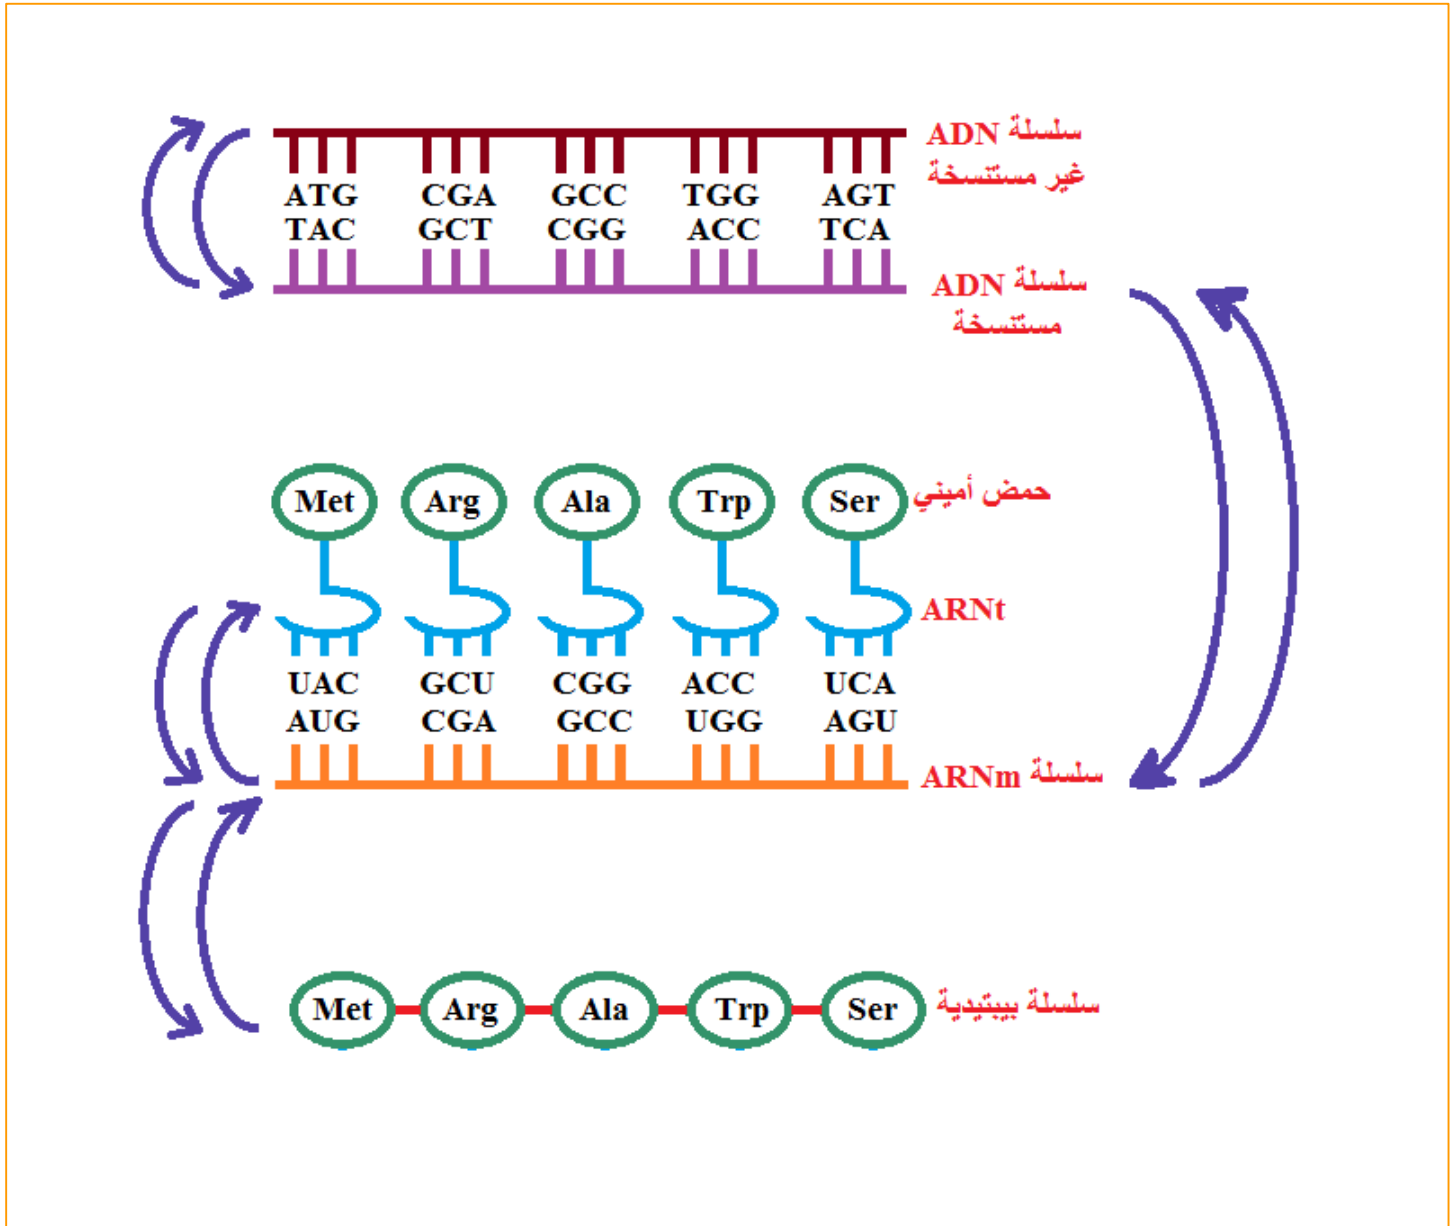 سلسلة ADN
غير مستنسخة
ATG CGA GCC TGG AGT
TAC GCT CGG ACC TCA
سلسلة ADN
مستنسخة
Met Arg Ala Trp Ser
حمض أميني
ARNt
UAC GCU CGG ACC UCA
AUG CGA GCC UGG AGU
سلسلة ARNm
Met Arg Ala Trp Ser
سلسلة بيبتيدية